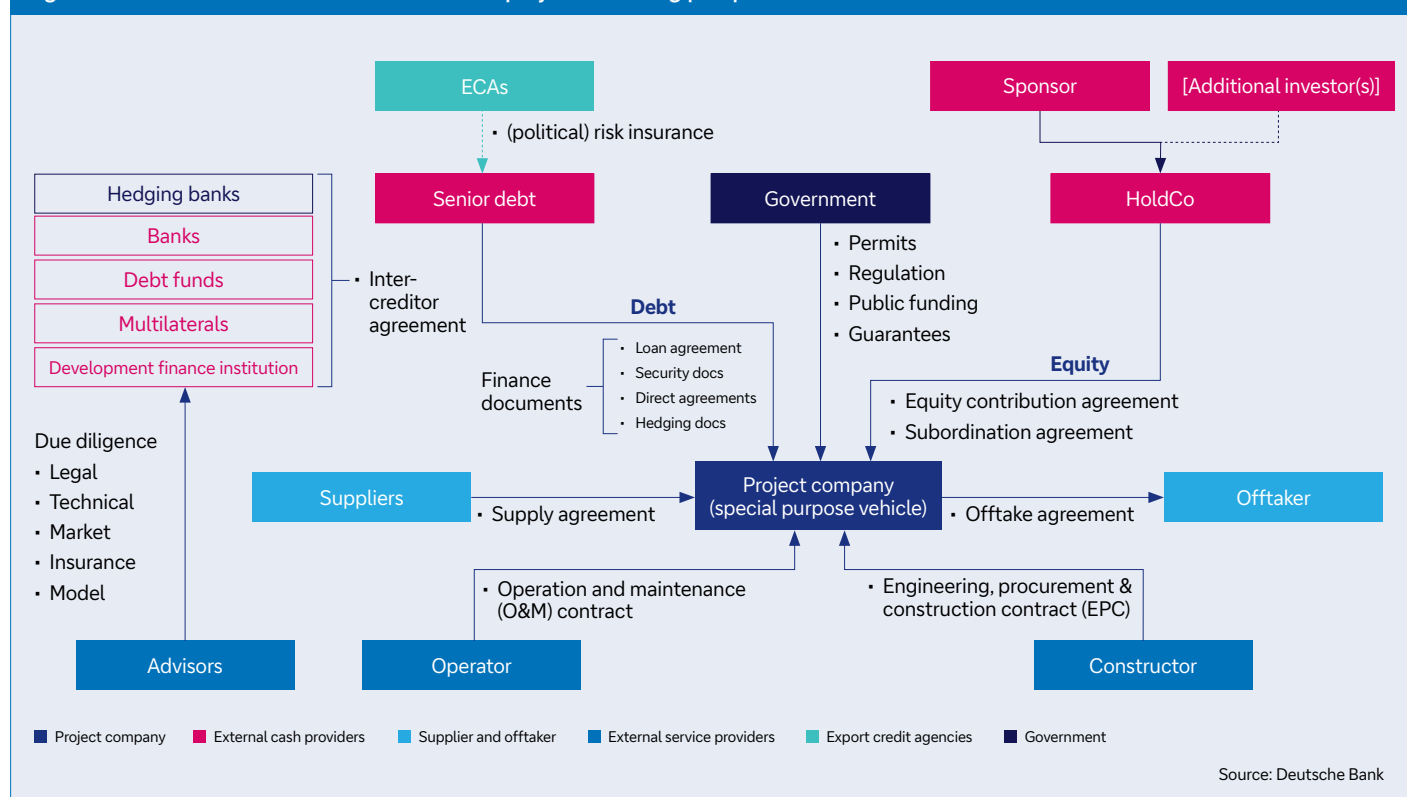 ECAs
Sponsor
[Additional investor(s)]
▪ (political) risk insurance
Hedging banks
Banks
Debt funds
Multilaterals
Development finance institution
▪ Inter-
creditor
agreement
Senior debt
Government
HoldCo
▪ Permits
▪ Regulation
▪ Public funding
▪ Guarantees
Debt
Finance
documents
▪ Loan agreement
▪ Security docs
▪ Direct agreements
▪ Hedging docs
Equity
▪ Equity contribution agreement
▪ Subordination agreement
Due diligence
▪ Legal
▪ Technical
▪ Market
▪ Insurance
▪ Model
Suppliers
▪ Supply agreement
Project company
(special purpose vehicle)
▪ Offtake agreement
Offtaker
▪ Operation and maintenance
(O&M) contract
▪ Engineering, procurement &
construction contract (EPC)
Advisors
Operator
Constructor
Project company
External cash providers
Supplier and offtaker
External service providers
Export credit agencies
Government
Source: Deutsche Bank